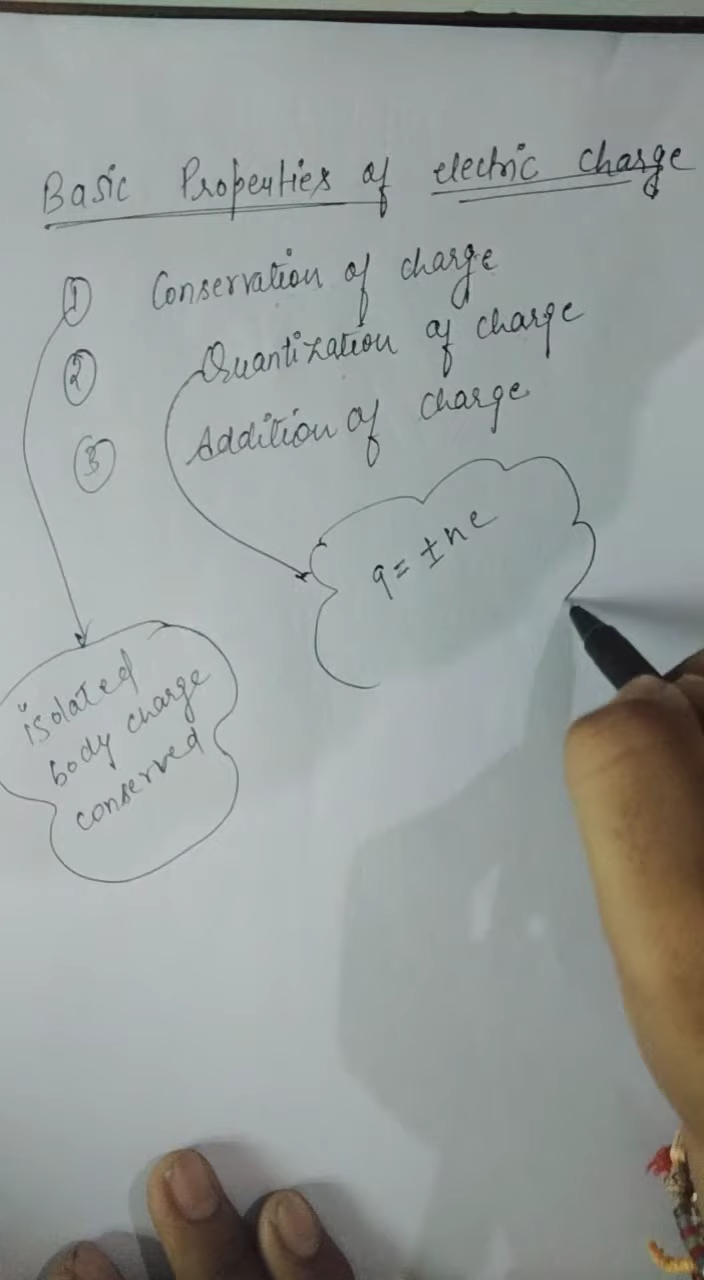 Basic Properties of electric charge
① Conservation of charge
② Quantization of charge
③ Addition of charge
q = ± ne
isolated
body charge
conserved